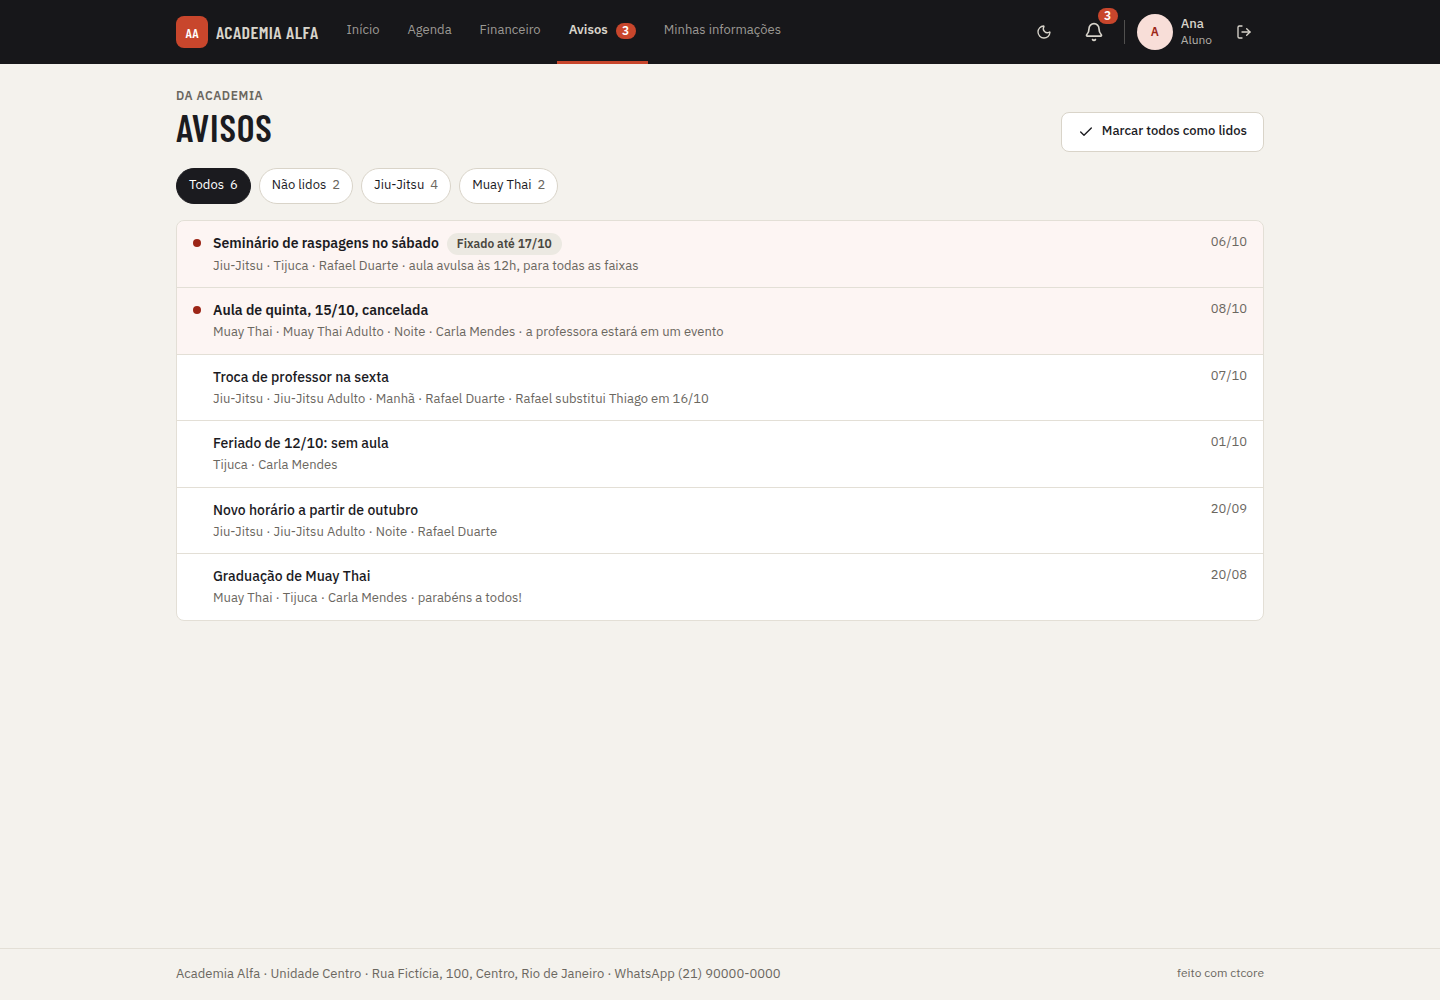 AA ACADEMIA ALFA Início Agenda Financeiro Avisos 3 Minhas informações 3 A Ana Aluno
DA ACADEMIA
AVISOS
Marcar todos como lidos
Todos 6 Não lidos 2 Jiu-Jitsu 4 Muay Thai 2
Seminário de raspagens no sábado Fixado até 17/10 06/10
Jiu-Jitsu · Tijuca · Rafael Duarte · aula avulsa às 12h, para todas as faixas
Aula de quinta, 15/10, cancelada 08/10
Muay Thai · Muay Thai Adulto · Noite · Carla Mendes · a professora estará em um evento
Troca de professor na sexta 07/10
Jiu-Jitsu · Jiu-Jitsu Adulto · Manhã · Rafael Duarte · Rafael substitui Thiago em 16/10
Feriado de 12/10: sem aula 01/10
Tijuca · Carla Mendes
Novo horário a partir de outubro 20/09
Jiu-Jitsu · Jiu-Jitsu Adulto · Noite · Rafael Duarte
Graduação de Muay Thai 20/08
Muay Thai · Tijuca · Carla Mendes · parabéns a todos!
Academia Alfa · Unidade Centro · Rua Fictícia, 100, Centro, Rio de Janeiro · WhatsApp (21) 90000-0000 feito com ctcore